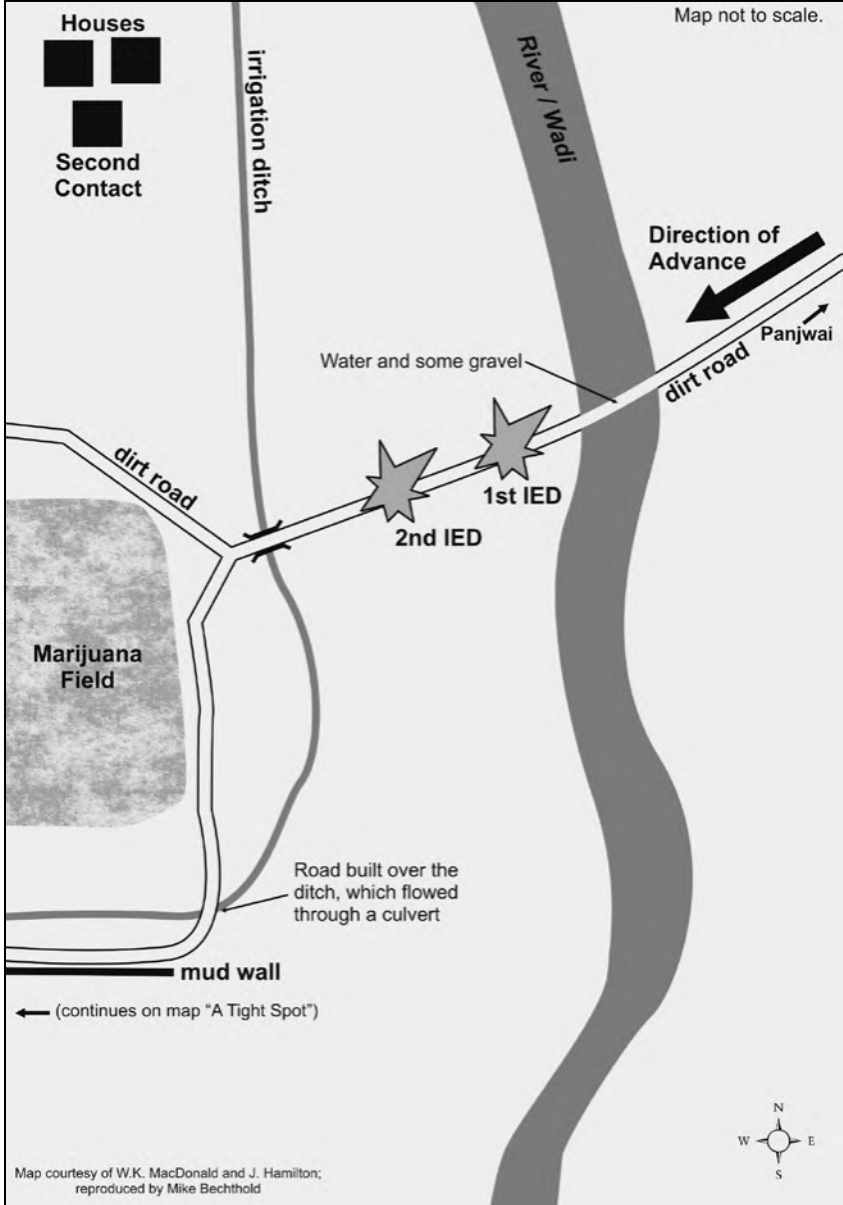 Map not to scale.
Houses
Second
Contact
irrigation ditch
River / Wadi
Direction of
Advance
Panjwai
dirt road
Water and some gravel
1st IED
2nd IED
dirt road
Marijuana
Field
Road built over the
ditch, which flowed
through a culvert
mud wall
(continues on map “A Tight Spot”)
N
W E
S
Map courtesy of W.K. MacDonald and J. Hamilton;
reproduced by Mike Bechthold